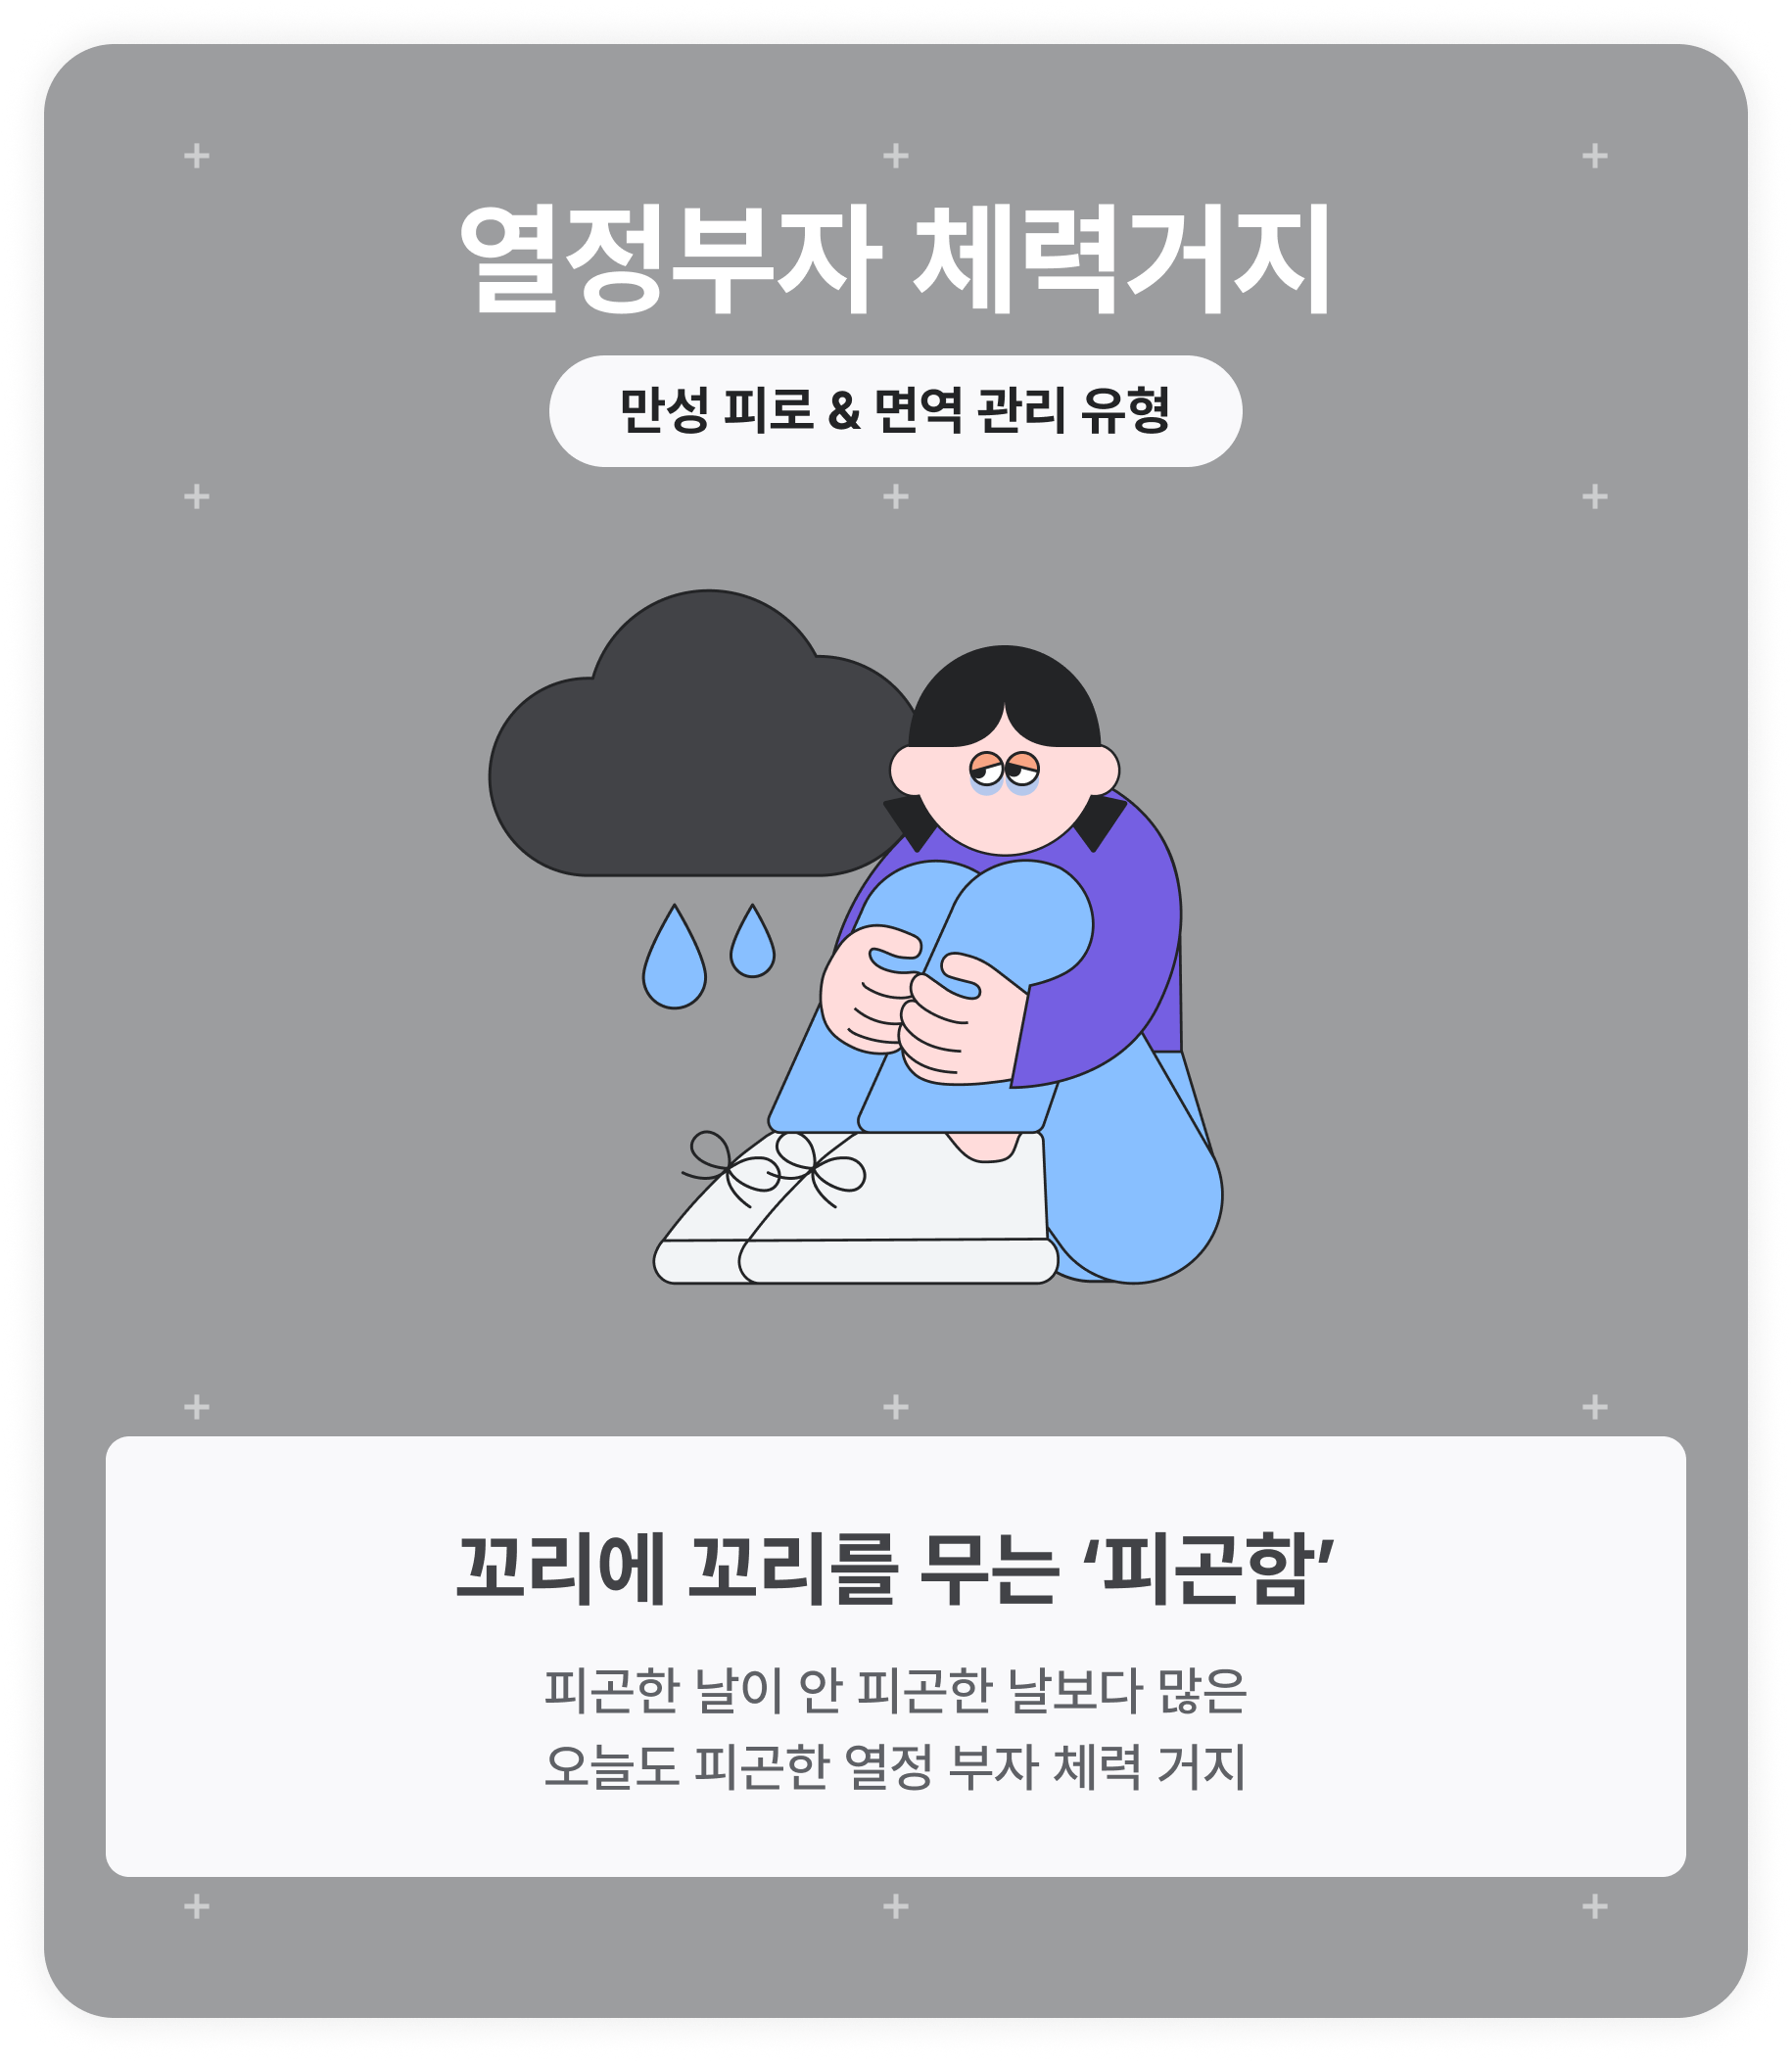 열정부자 체력거지
만성 피로 & 면역 관리 유형
꼬리에 꼬리를 무는 ‘피곤함’
피곤한 날이 안 피곤한 날보다 많은
오늘도 피곤한 열정 부자 체력 거지